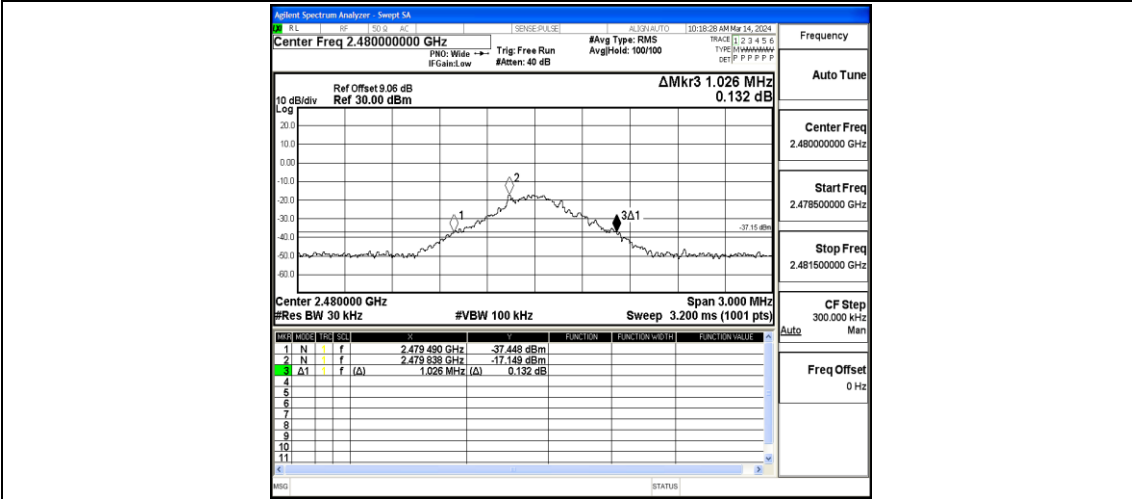 Agilent Spectrum Analyzer - Swept SA
RL RF 50 Ω AC SENSE:PULSE ALIGN AUTO 10:18:28 AM Mar 14, 2024
Center Freq 2.480000000 GHz
PNO: Wide
IFGain:Low
Trig: Free Run
#Atten: 40 dB
#Avg Type: RMS
Avg|Hold: 100/100
TRACE 1 2 3 4 5 6
TYPE MWWWWW
DET P P P P P P
Ref Offset 9.06 dB
10 dB/div Ref 30.00 dBm
Log
ΔMkr3 1.026 MHz
0.132 dB
20.0
10.0
0.00
-10.0
-20.0
-30.0
-40.0
-50.0
-60.0
1
2
3Δ1
-37.15 dBm
Center 2.480000 GHz Span 3.000 MHz
#Res BW 30 kHz #VBW 100 kHz Sweep 3.200 ms (1001 pts)
MKR MODE TRC SCL X Y FUNCTION FUNCTION WIDTH FUNCTION VALUE
1 N 1 f 2.479 490 GHz -37.448 dBm
2 N 1 f 2.479 838 GHz -17.149 dBm
3 Δ1 1 f (Δ) 1.026 MHz (Δ) 0.132 dB
4
5
6
7
8
9
10
11
MSG STATUS
Frequency
Auto Tune
Center Freq
2.480000000 GHz
Start Freq
2.478500000 GHz
Stop Freq
2.481500000 GHz
CF Step
300.000 kHz
Auto Man
Freq Offset
0 Hz